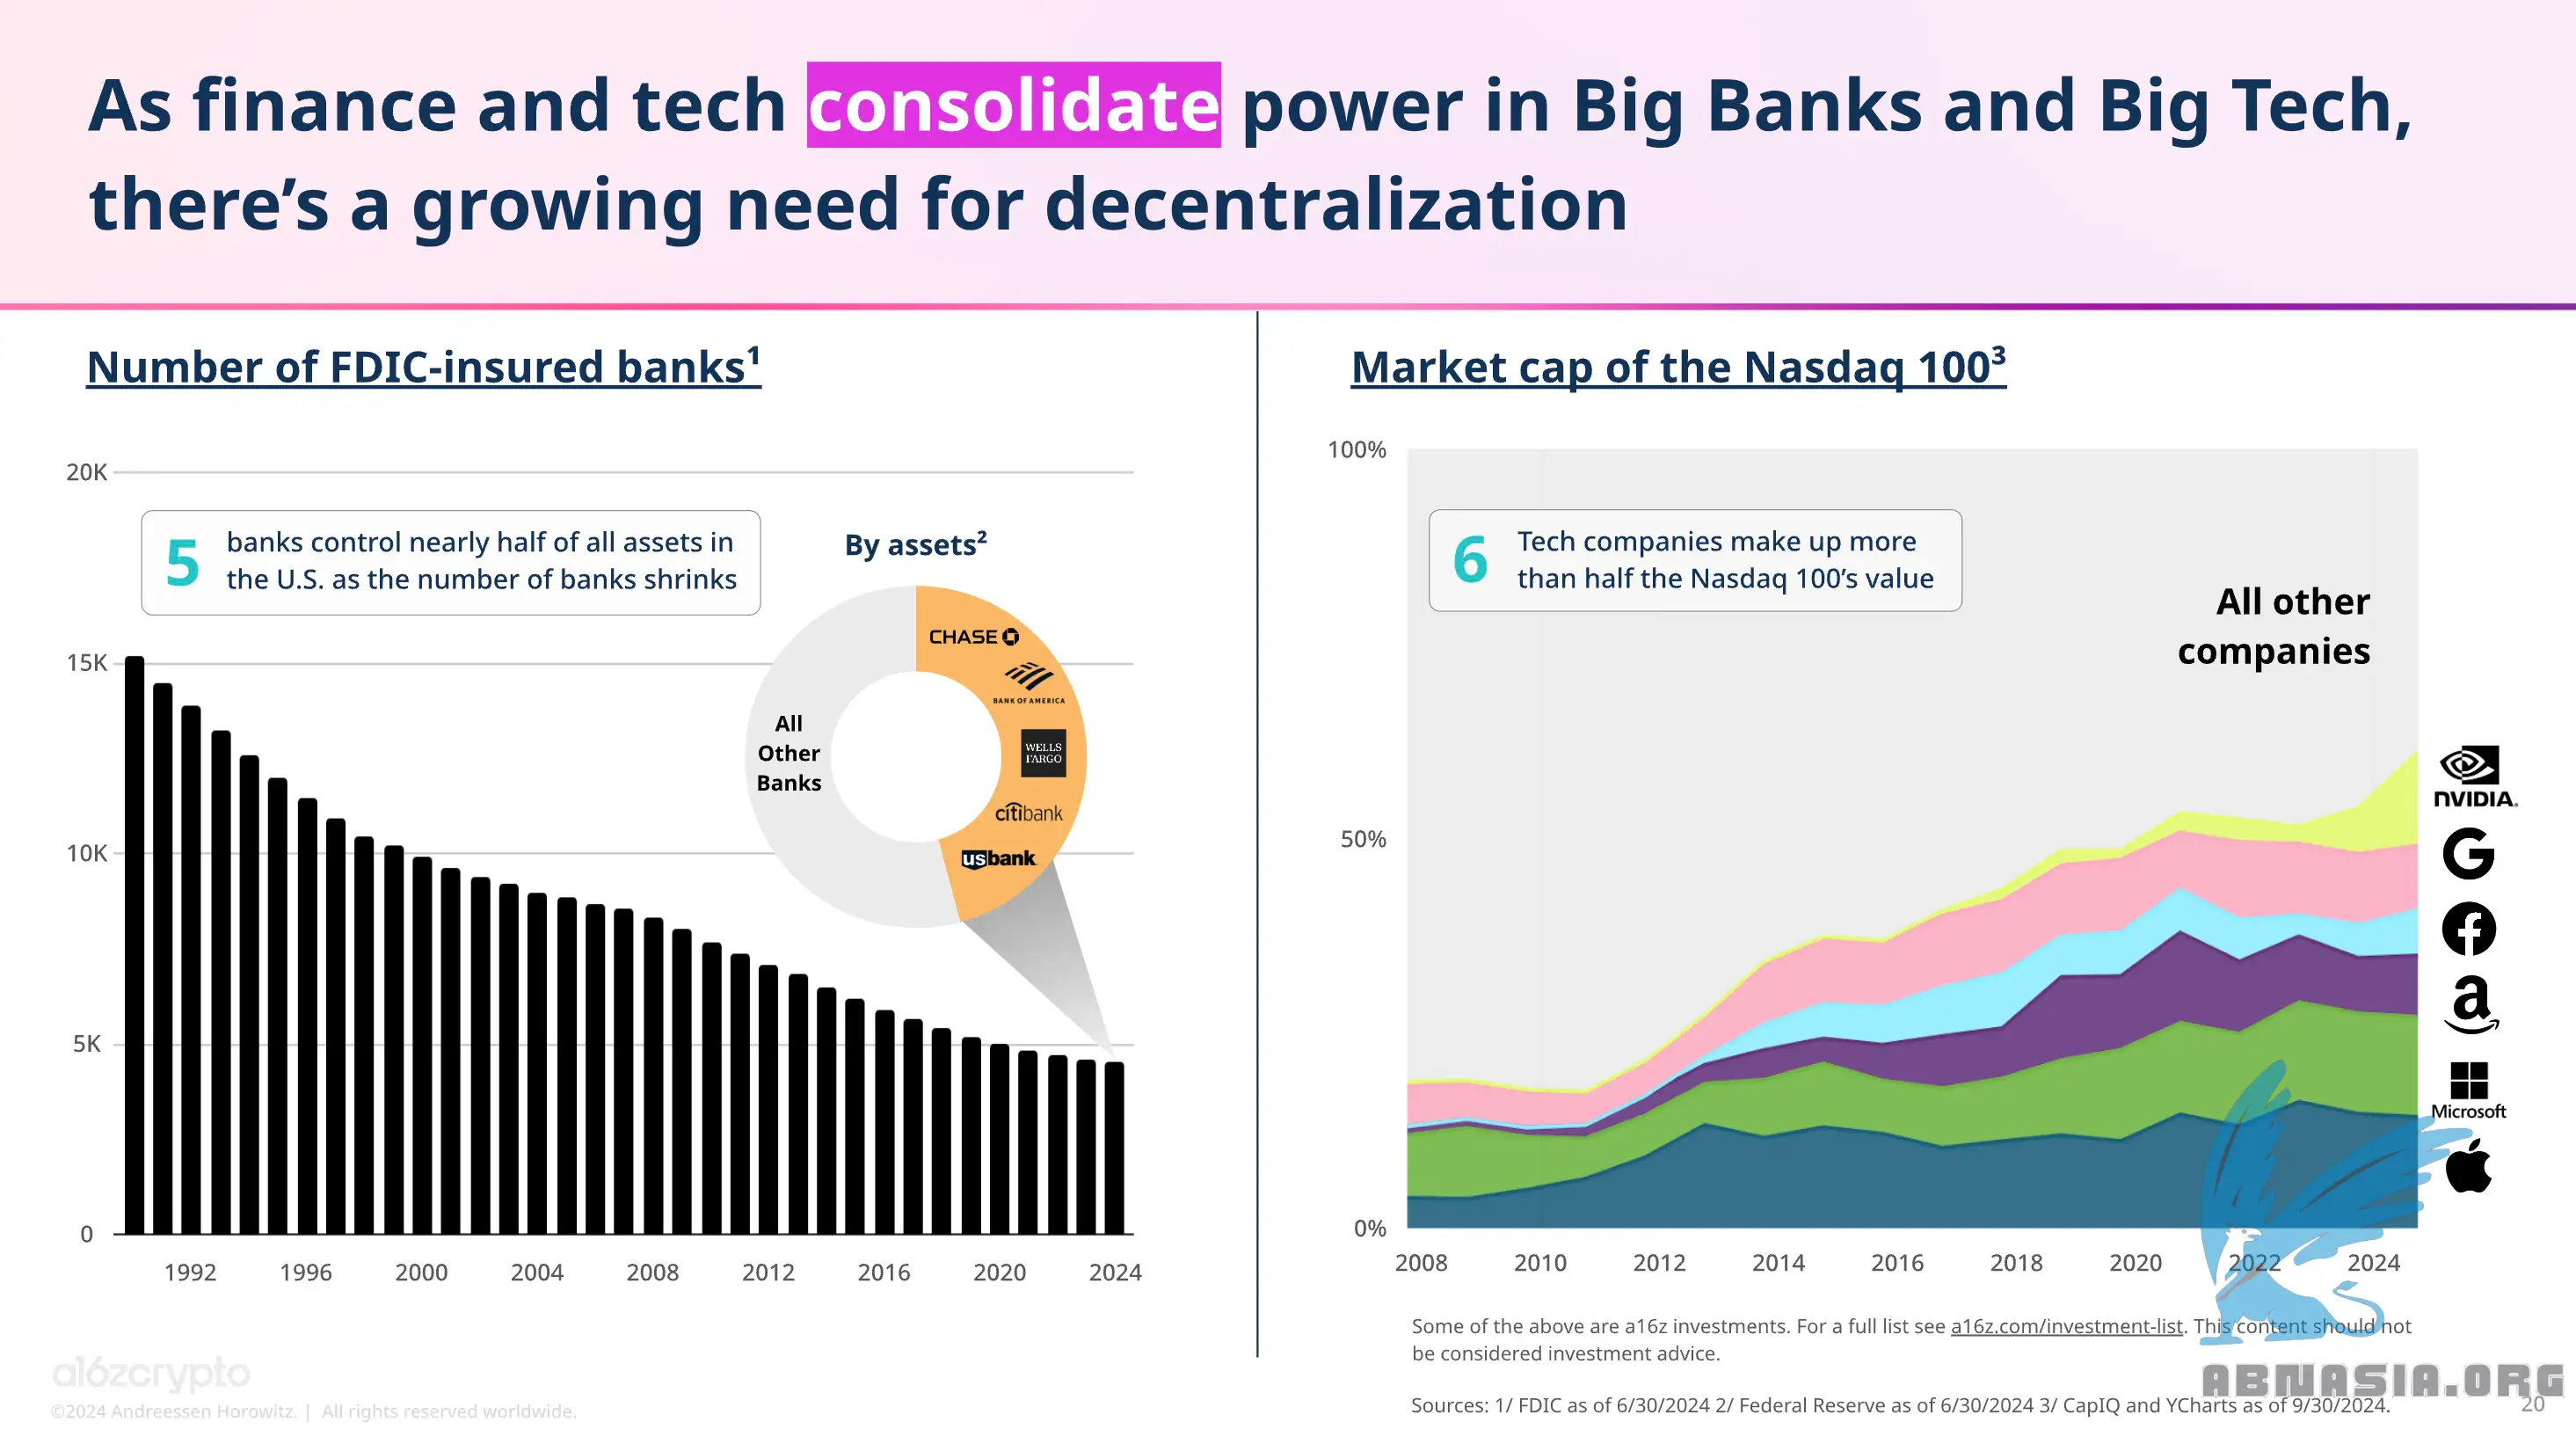 As finance and tech consolidate power in Big Banks and Big Tech,
there’s a growing need for decentralization
Number of FDIC-insured banks¹
20K
15K
10K
5K
0
5
banks control nearly half of all assets in
the U.S. as the number of banks shrinks
By assets²
CHASE
BANK OF AMERICA
WELLS
FARGO
citibank
usbank
All
Other
Banks
1992 1996 2000 2004 2008 2012 2016 2020 2024
Market cap of the Nasdaq 100³
100%
50%
0%
6
Tech companies make up more
than half the Nasdaq 100’s value
All other
companies
NVIDIA.
G
f
a
Microsoft
2008 2010 2012 2014 2016 2018 2020 2022 2024
Some of the above are a16z investments. For a full list see a16z.com/investment-list. This content should not
be considered investment advice.
Sources: 1/ FDIC as of 6/30/2024 2/ Federal Reserve as of 6/30/2024 3/ CapIQ and YCharts as of 9/30/2024.
a16zcrypto
©2024 Andreessen Horowitz. | All rights reserved worldwide.
ABNASIA.ORG
20